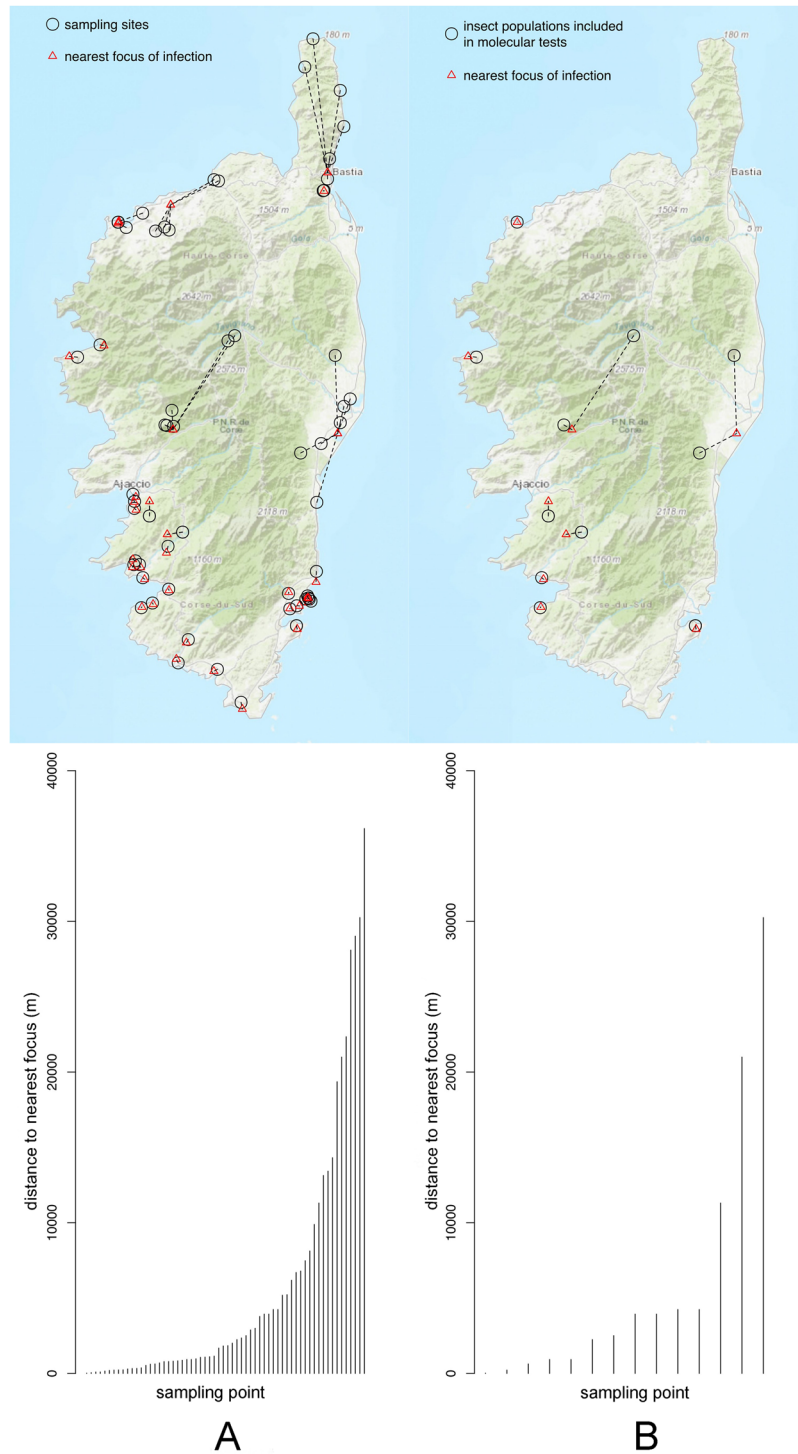 sampling sites
nearest focus of infection
180 m
Bastia
1504 m
5 m
Golo
Haute-Corse
2642 m
2575 m
P.N.R. de
Corse
Ajaccio
2118 m
1160 m
Corse-du-Sud
insect populations included
in molecular tests
nearest focus of infection
180 m
Bastia
1504 m
5 m
Golo
Haute-Corse
2642 m
2575 m
P.N.R. de
Corse
Ajaccio
2118 m
1160 m
Corse-du-Sud
distance to nearest focus (m)
40000
30000
20000
10000
0
sampling point
A
distance to nearest focus (m)
40000
30000
20000
10000
0
sampling point
B